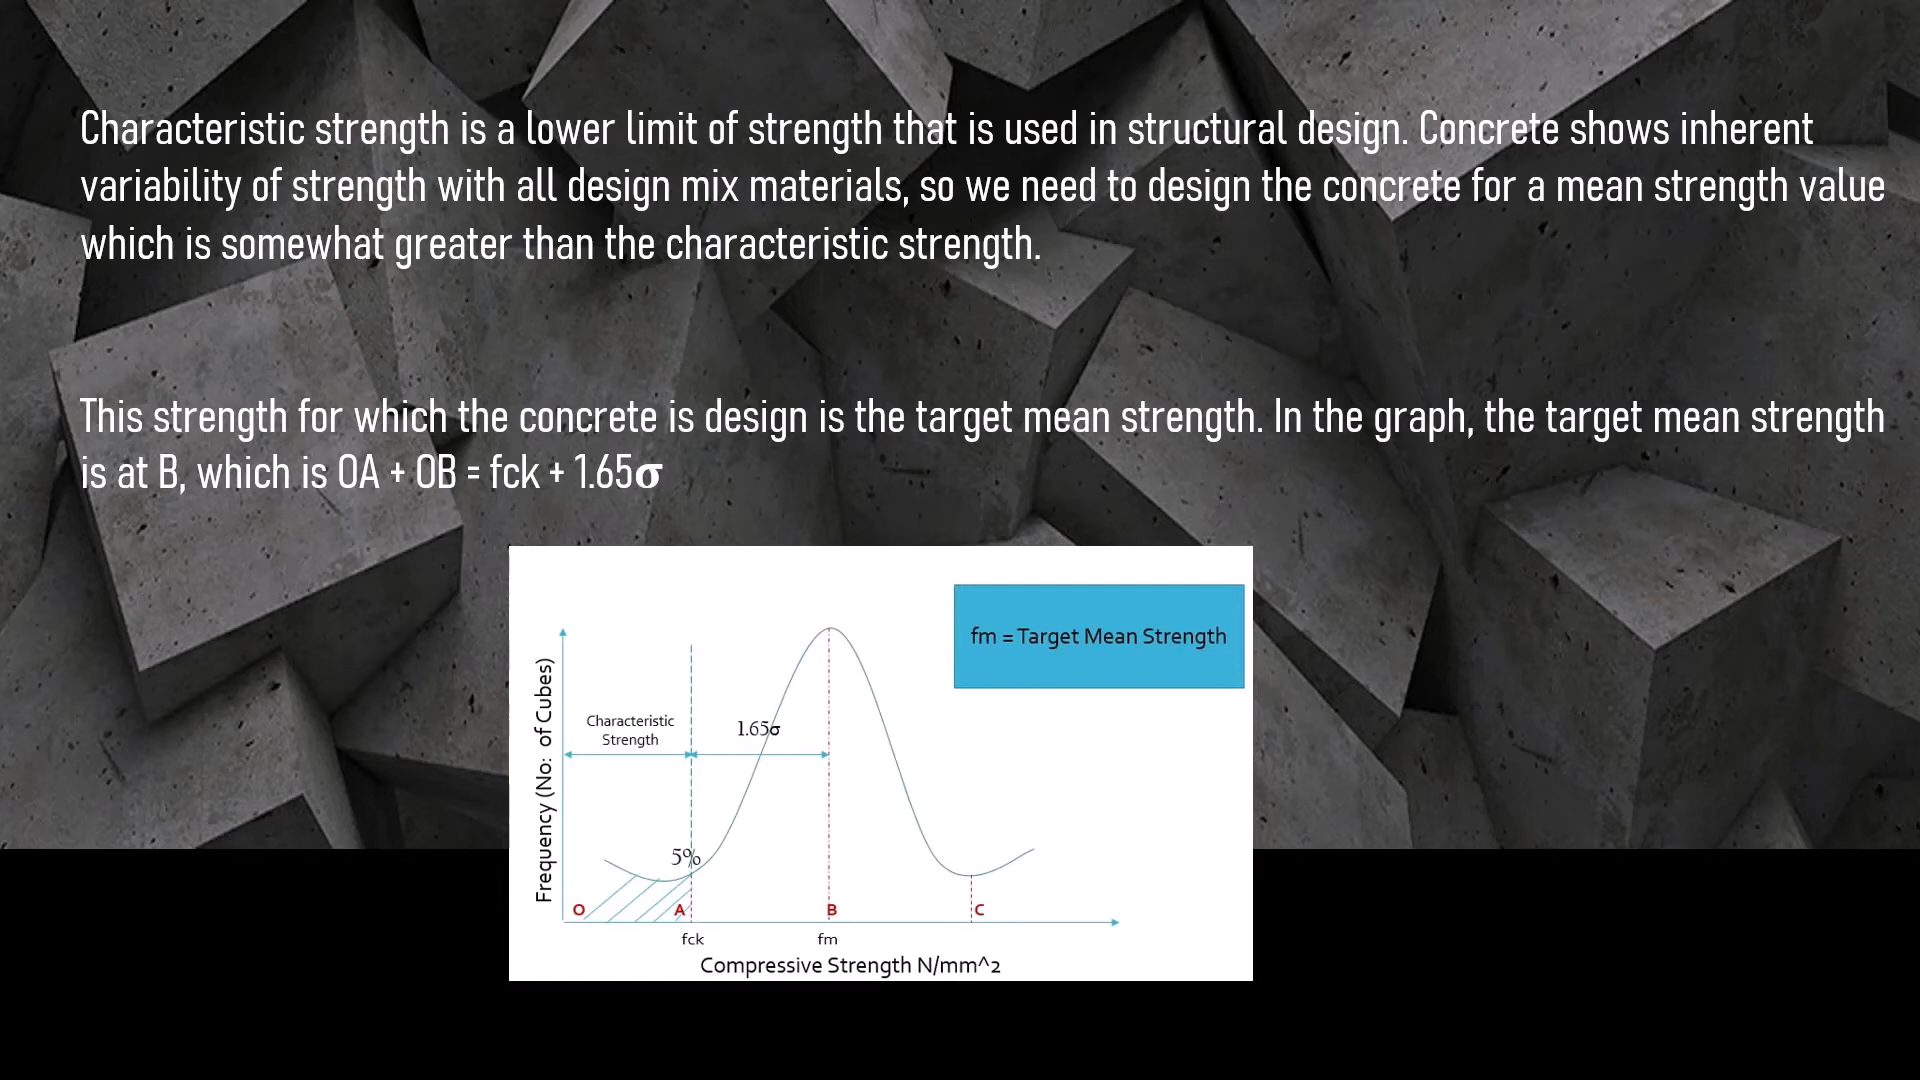 Characteristic strength is a lower limit of strength that is used in structural design. Concrete shows inherent
variability of strength with all design mix materials, so we need to design the concrete for a mean strength value
which is somewhat greater than the characteristic strength.
This strength for which the concrete is design is the target mean strength. In the graph, the target mean strength
is at B, which is OA + OB = fck + 1.65σ
fm = Target Mean Strength
Frequency (No: of Cubes)
Characteristic
Strength
1.65σ
5%
O
A
B
C
fck
fm
Compressive Strength N/mm^2